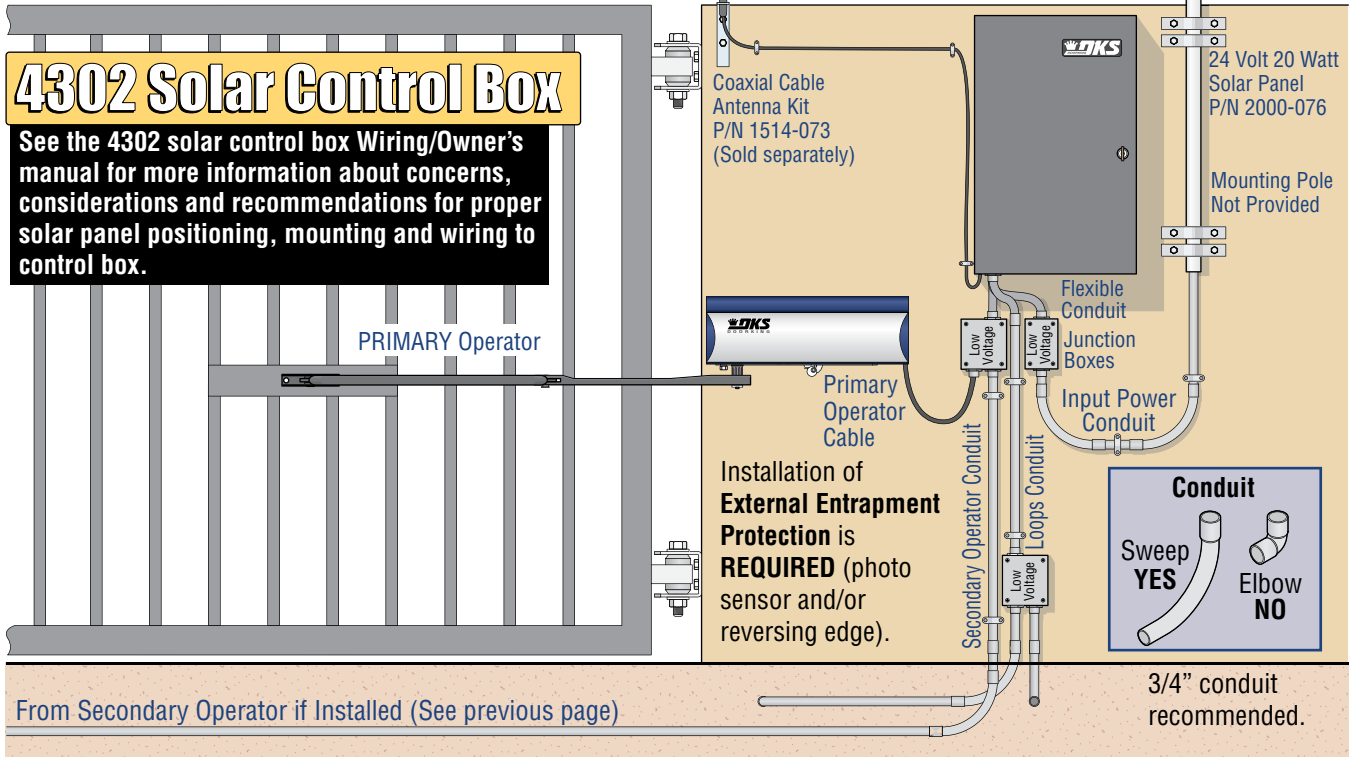 4302 Solar Control Box
See the 4302 solar control box Wiring/Owner's
manual for more information about concerns,
considerations and recommendations for proper
solar panel positioning, mounting and wiring to
control box.
DKS
DOORKING
Coaxial Cable
Antenna Kit
P/N 1514-073
(Sold separately)
24 Volt 20 Watt
Solar Panel
P/N 2000-076
Mounting Pole
Not Provided
PRIMARY Operator
DKS
DOORKING
Primary
Operator
Cable
Flexible
Conduit
Low
Voltage
Low
Voltage
Junction
Boxes
Input Power
Conduit
Installation of
External Entrapment
Protection is
REQUIRED (photo
sensor and/or
reversing edge).
Secondary Operator Conduit
Loops Conduit
Low
Voltage
Conduit
Sweep
YES
Elbow
NO
3/4” conduit
recommended.
From Secondary Operator if Installed (See previous page)